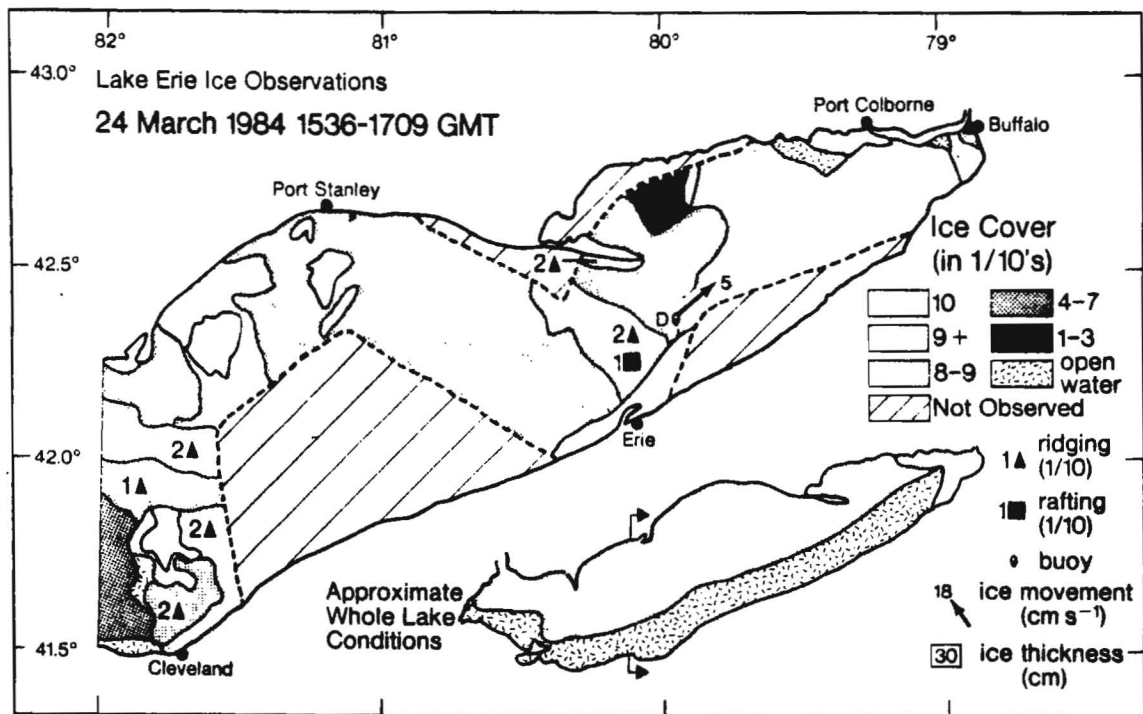 82° 81° 80° 79°
43.0°
Lake Erie Ice Observations
24 March 1984 1536-1709 GMT
Port Colborne
Buffalo
Port Stanley
42.5°
2
5
D
2
1
Ice Cover
(in 1/10's)
10
4-7
9+
1-3
8-9
open
water
Not Observed
Erie
42.0°
2
1
2
2
1 ridging
(1/10)
1 rafting
(1/10)
buoy
18 ice movement
(cm s⁻¹)
30 ice thickness
(cm)
Approximate
Whole Lake
Conditions
41.5°
Cleveland